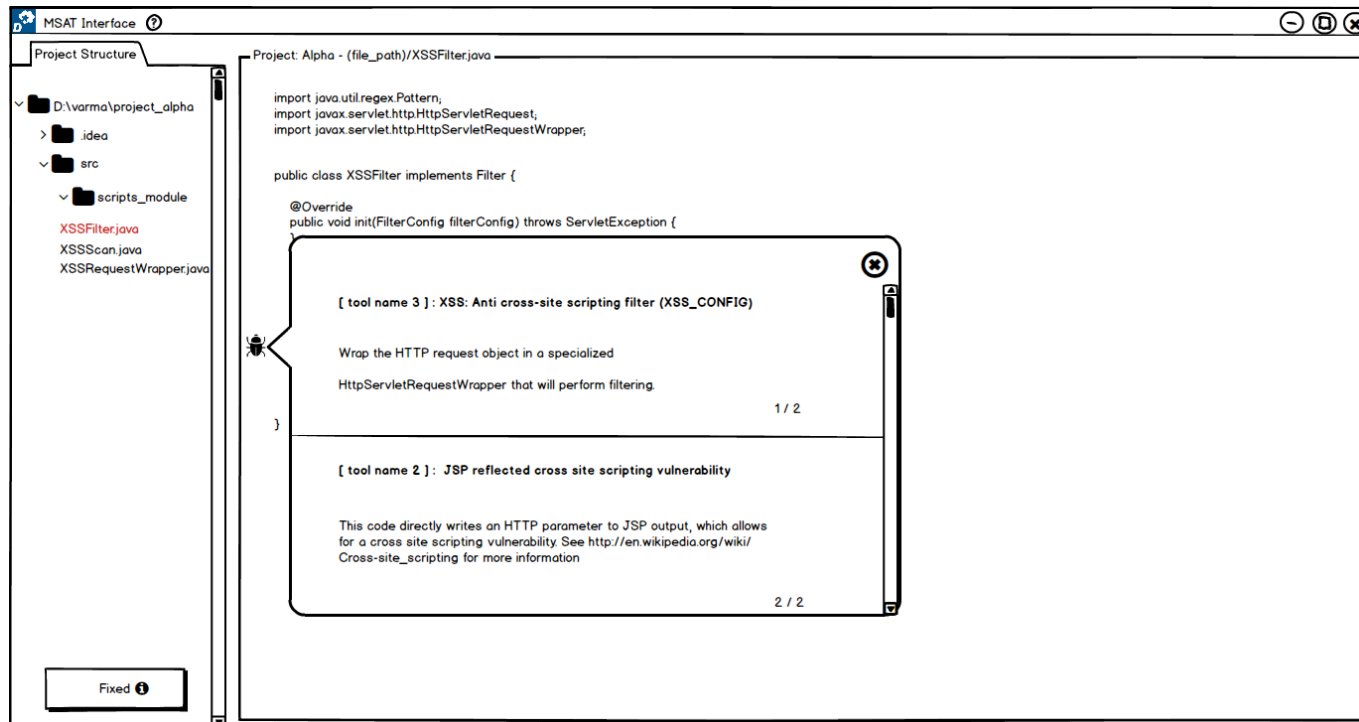 MSAT Interface ?
Project Structure
D:\varma\project_alpha
.idea
src
scripts_module
XSSFilter.java
XSSScan.java
XSSRequestWrapper.java
Fixed
Project: Alpha - (file_path)/XSSFilter.java
import java.util.regex.Pattern;
import javax.servlet.http.HttpServletRequest;
import javax.servlet.http.HttpServletRequestWrapper;
public class XSSFilter implements Filter {
@Override
public void init(FilterConfig filterConfig) throws ServletException {
}
[ tool name 3 ] : XSS: Anti cross-site scripting filter (XSS_CONFIG)
Wrap the HTTP request object in a specialized
HttpServletRequestWrapper that will perform filtering.
1 / 2
}
[ tool name 2 ] : JSP reflected cross site scripting vulnerability
This code directly writes an HTTP parameter to JSP output, which allows
for a cross site scripting vulnerability. See http://en.wikipedia.org/wiki/
Cross-site_scripting for more information
2 / 2